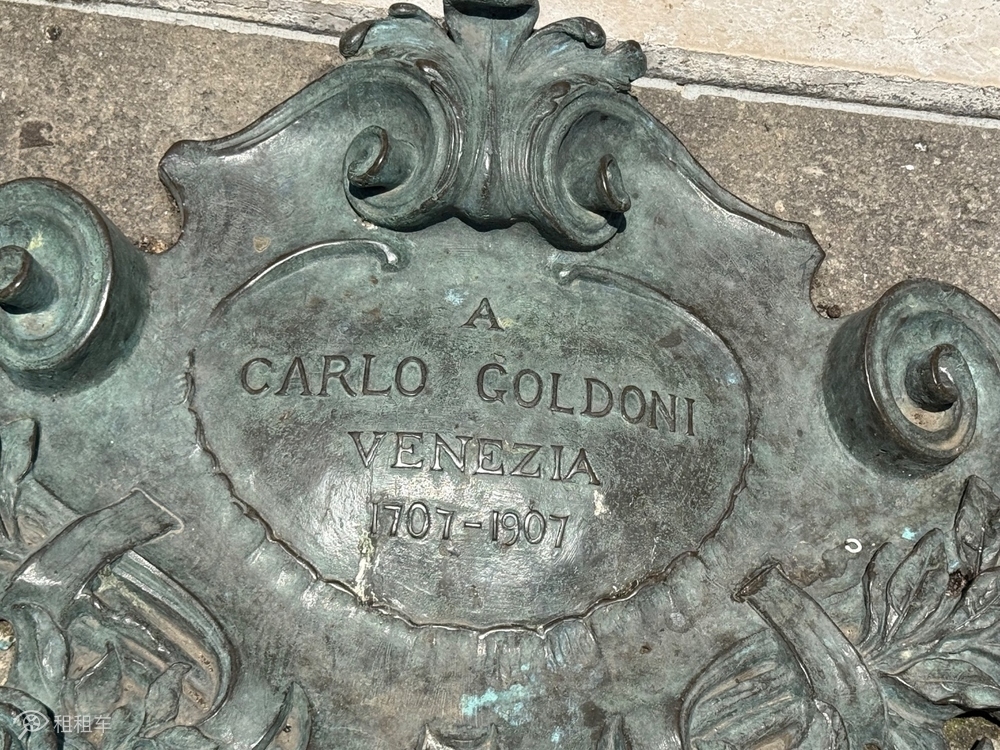 A
CARLO GOLDONI
VENEZIA
1707-1907
租租车